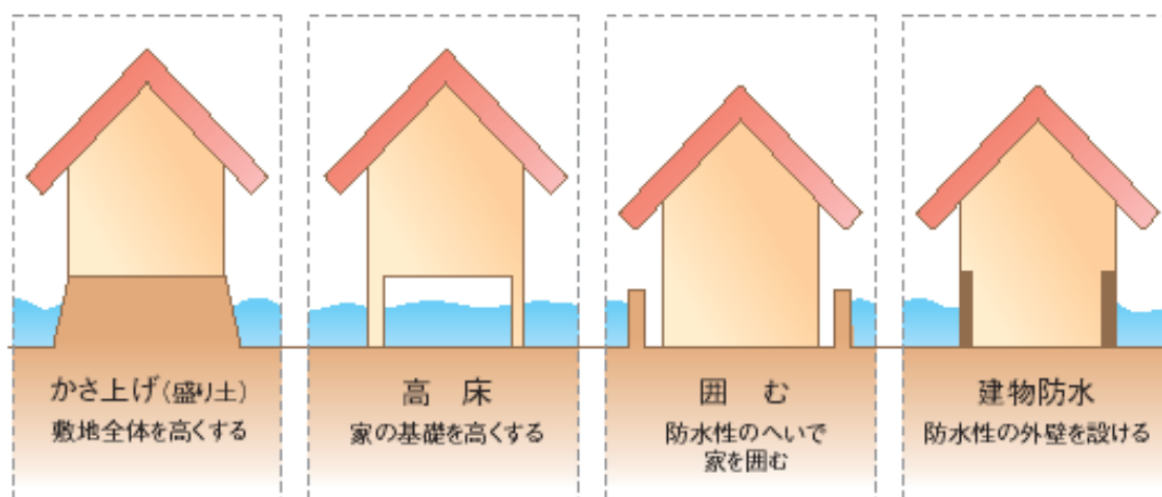 かさ上げ（盛り土）
敷地全体を高くする
高 床
家の基礎を高くする
囲 む
防水性のへいで
家を囲む
建物防水
防水性の外壁を設ける